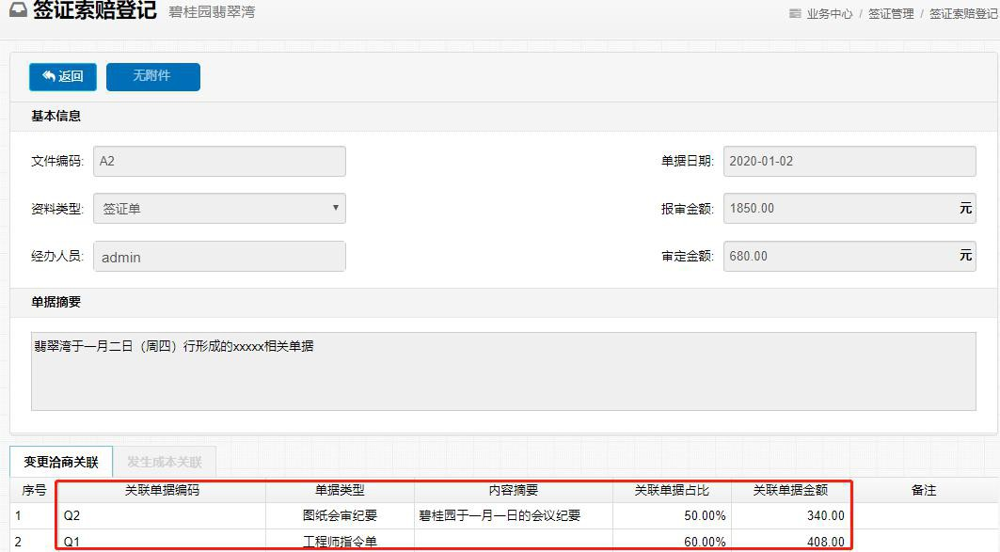 签证索赔登记 碧桂园翡翠湾 业务中心 / 签证管理 / 签证索赔登记
返回 无附件
基本信息
文件编码: A2 单据日期: 2020-01-02
资料类型: 签证单 报审金额: 1850.00 元
经办人员: admin 审定金额: 680.00 元
单据摘要
翡翠湾于一月二日（周四）行形成的xxxxx相关单据
变更洽商关联 发生成本关联
序号 关联单据编码 单据类型 内容摘要 关联单据占比 关联单据金额 备注
1 Q2 图纸会审纪要 碧桂园于一月一日的会议纪要 50.00% 340.00
2 Q1 工程师指令单 60.00% 408.00